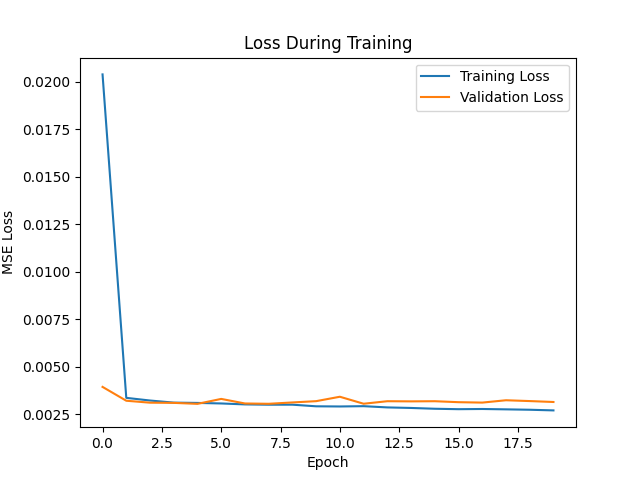 Loss During Training
Training Loss
Validation Loss
MSE Loss
0.0200
0.0175
0.0150
0.0125
0.0100
0.0075
0.0050
0.0025
0.0 2.5 5.0 7.5 10.0 12.5 15.0 17.5
Epoch